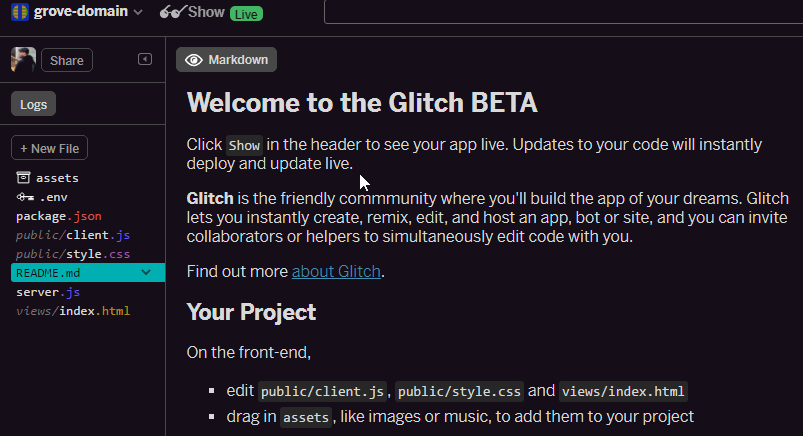 grove-domain Show Live
Share
Markdown
Logs
+ New File
assets
.env
package.json
public/client.js
public/style.css
README.md
server.js
views/index.html
Welcome to the Glitch BETA
Click Show in the header to see your app live. Updates to your code will instantly
deploy and update live.
Glitch is the friendly commmunity where you'll build the app of your dreams. Glitch
lets you instantly create, remix, edit, and host an app, bot or site, and you can invite
collaborators or helpers to simultaneously edit code with you.
Find out more about Glitch.
Your Project
On the front-end,
▪ edit public/client.js, public/style.css and views/index.html
▪ drag in assets, like images or music, to add them to your project